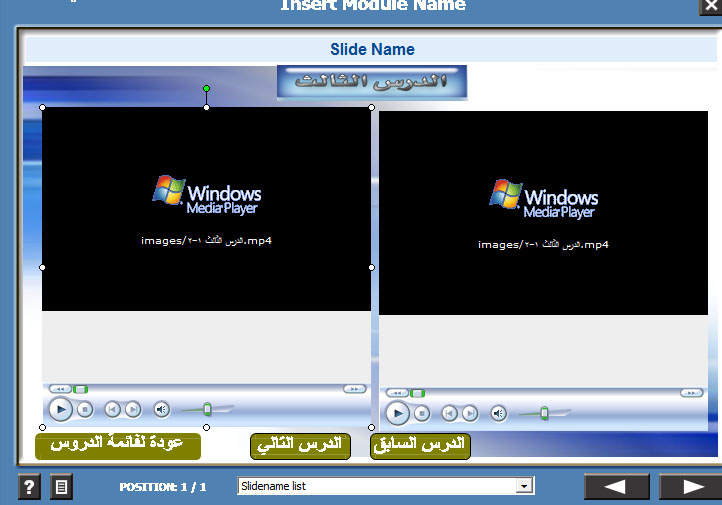 Insert Module Name
Slide Name
الدرس الثالث
Windows
Media Player
images/الدرس الثالث ١-٢.mp4
Windows
Media Player
images/الدرس الثالث ١-٢.mp4
عودة لقائمة الدروس
الدرس التالي
الدرس السابق
POSITION: 1 / 1
Slidename list